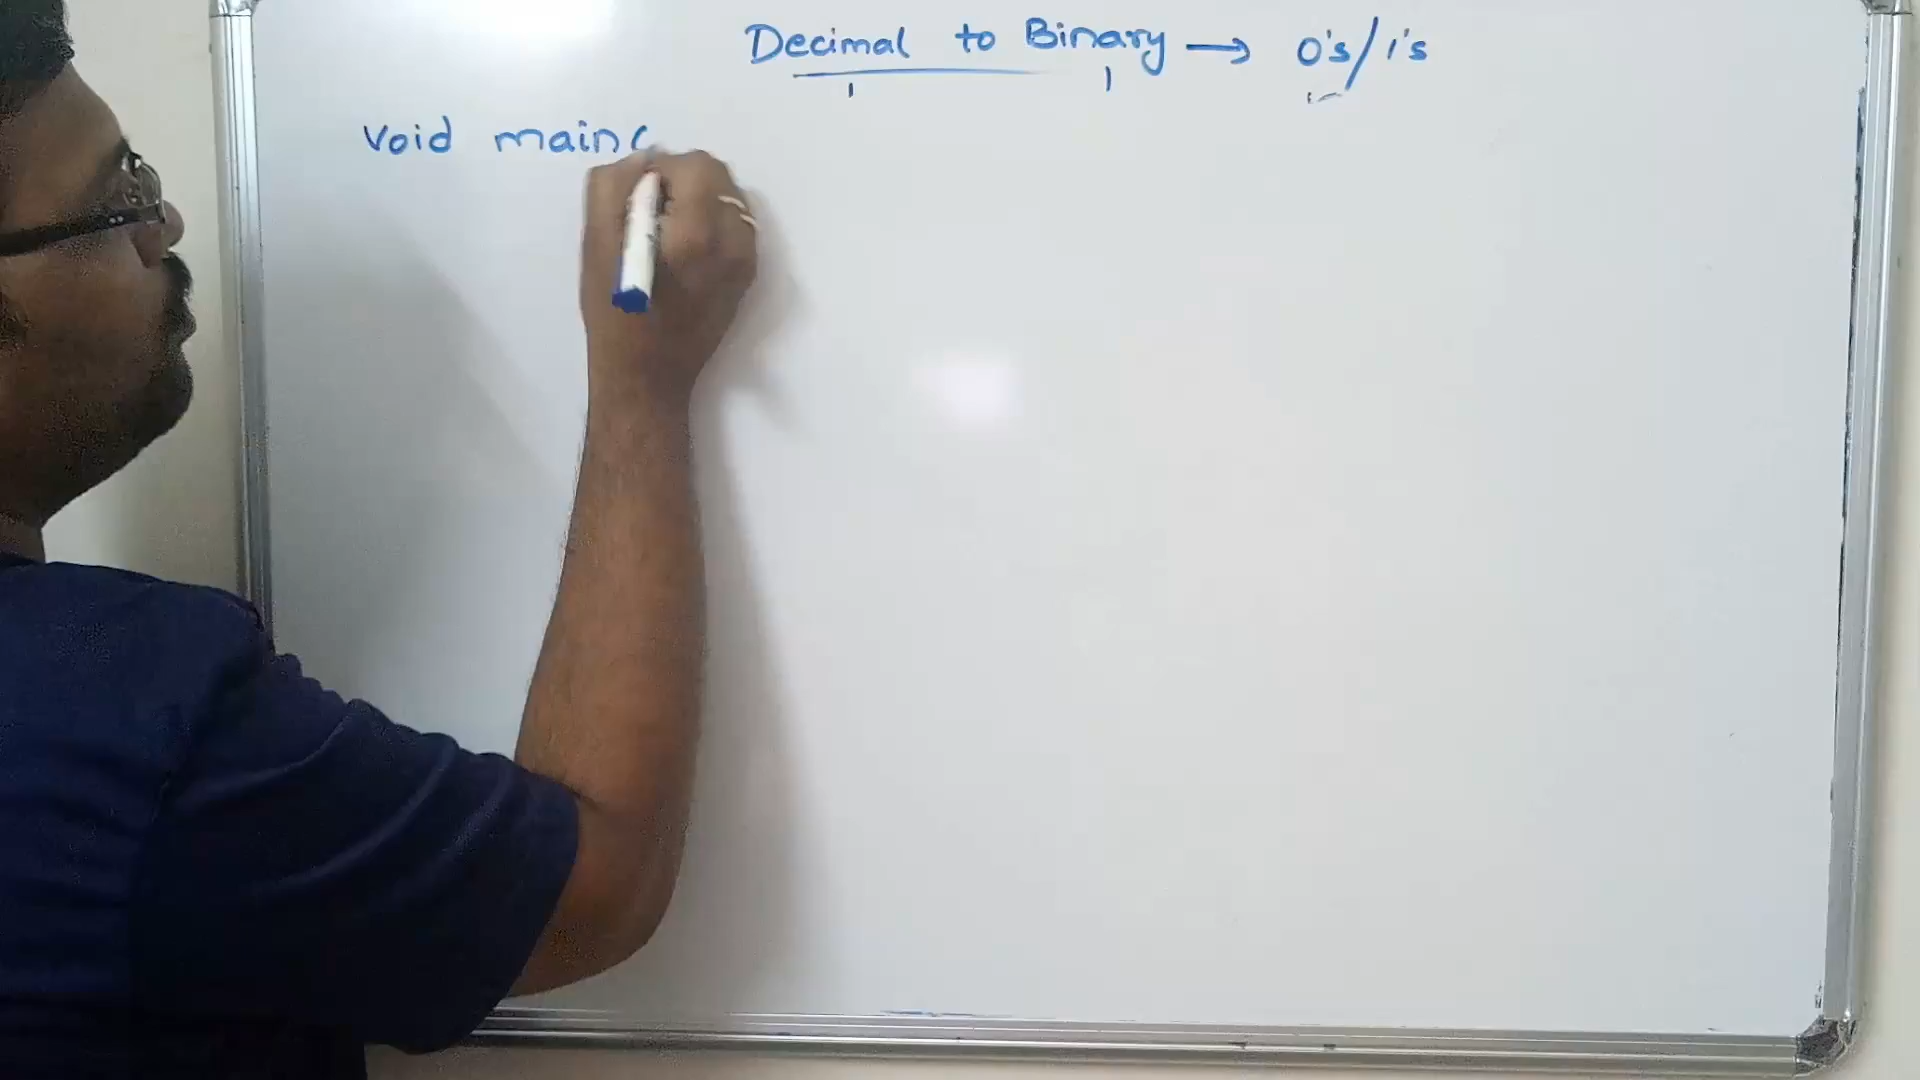 Decimal to Binary → 0's/1's
Void main(